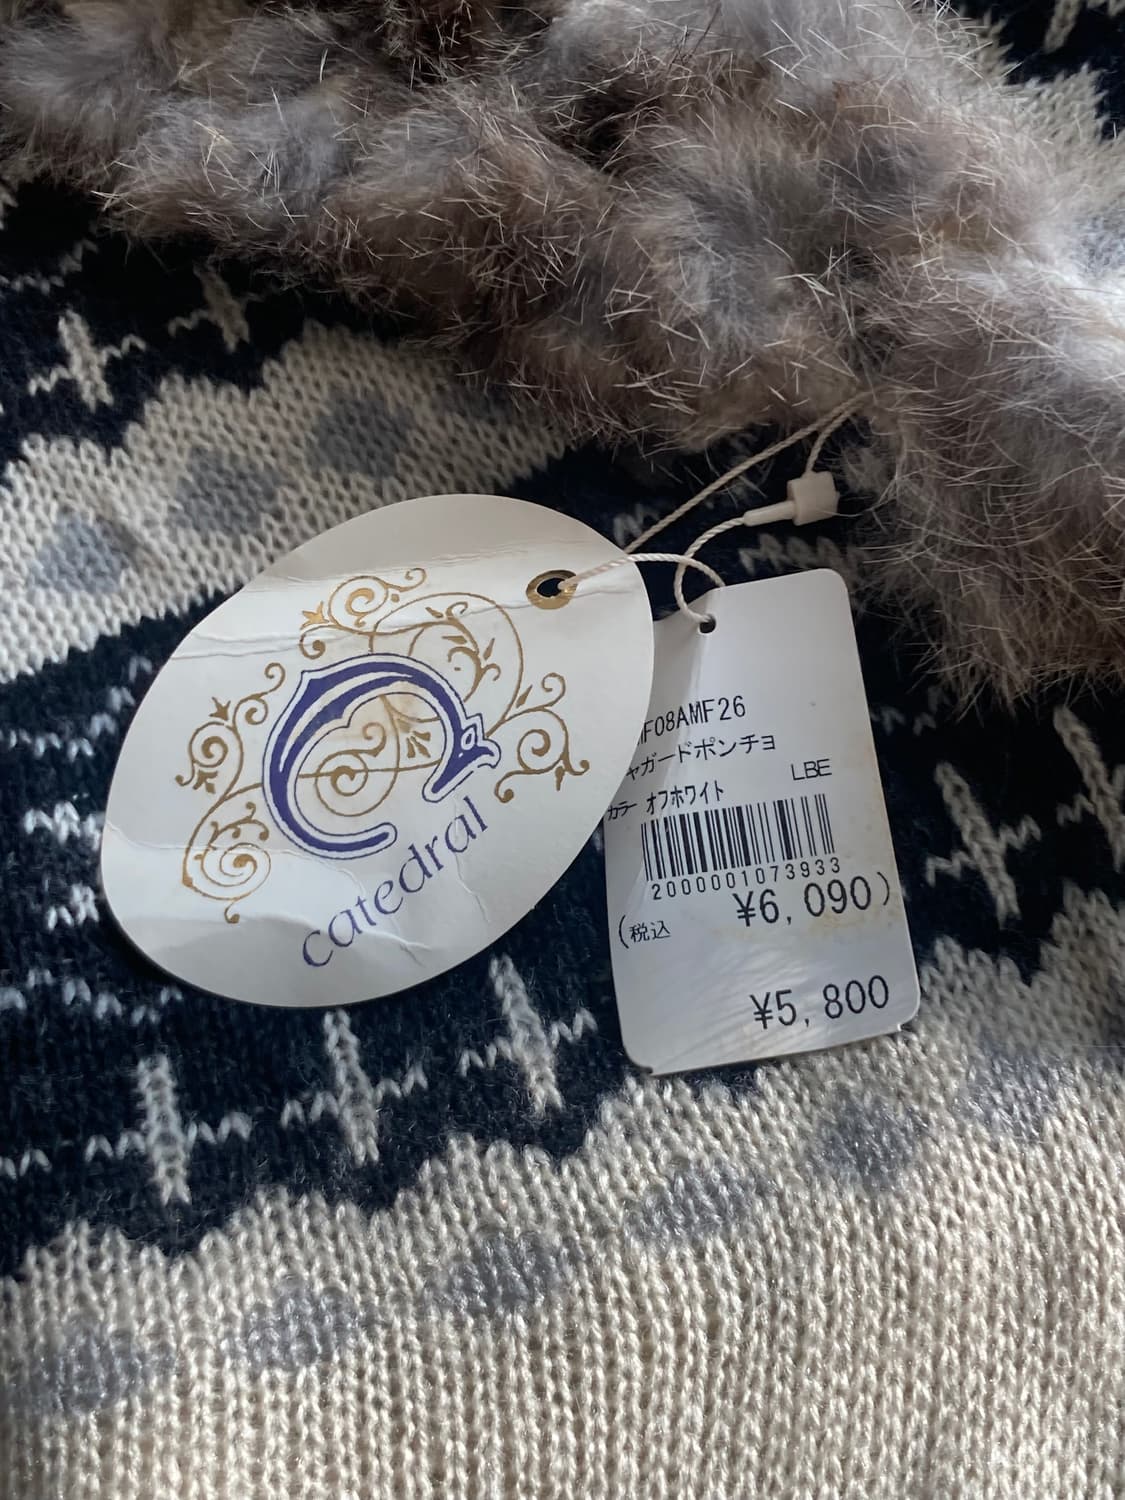 catedral
F08AMF26
ャガードポンチョ
LBE
カラー オフホワイト
2000001073933
(税込 ¥6,090)
¥5,800